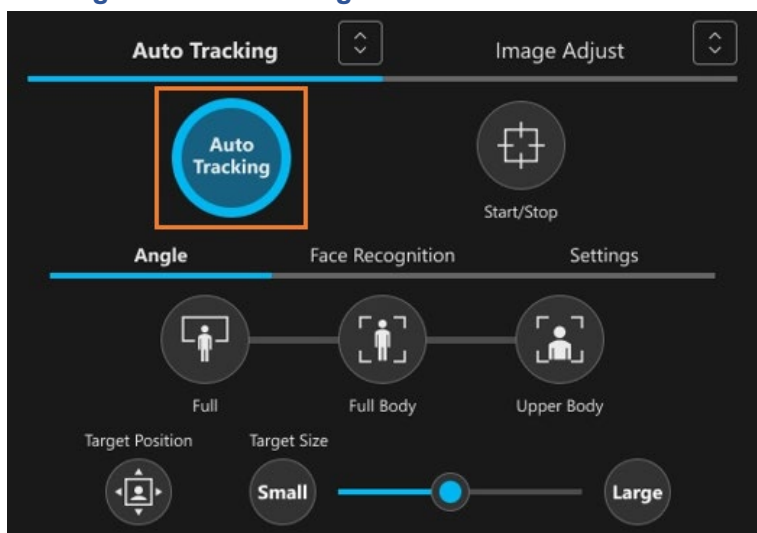 Auto Tracking
Image Adjust
Auto
Tracking
Start/Stop
Angle
Face Recognition
Settings
Full
Full Body
Upper Body
Target Position
Target Size
Small
Large